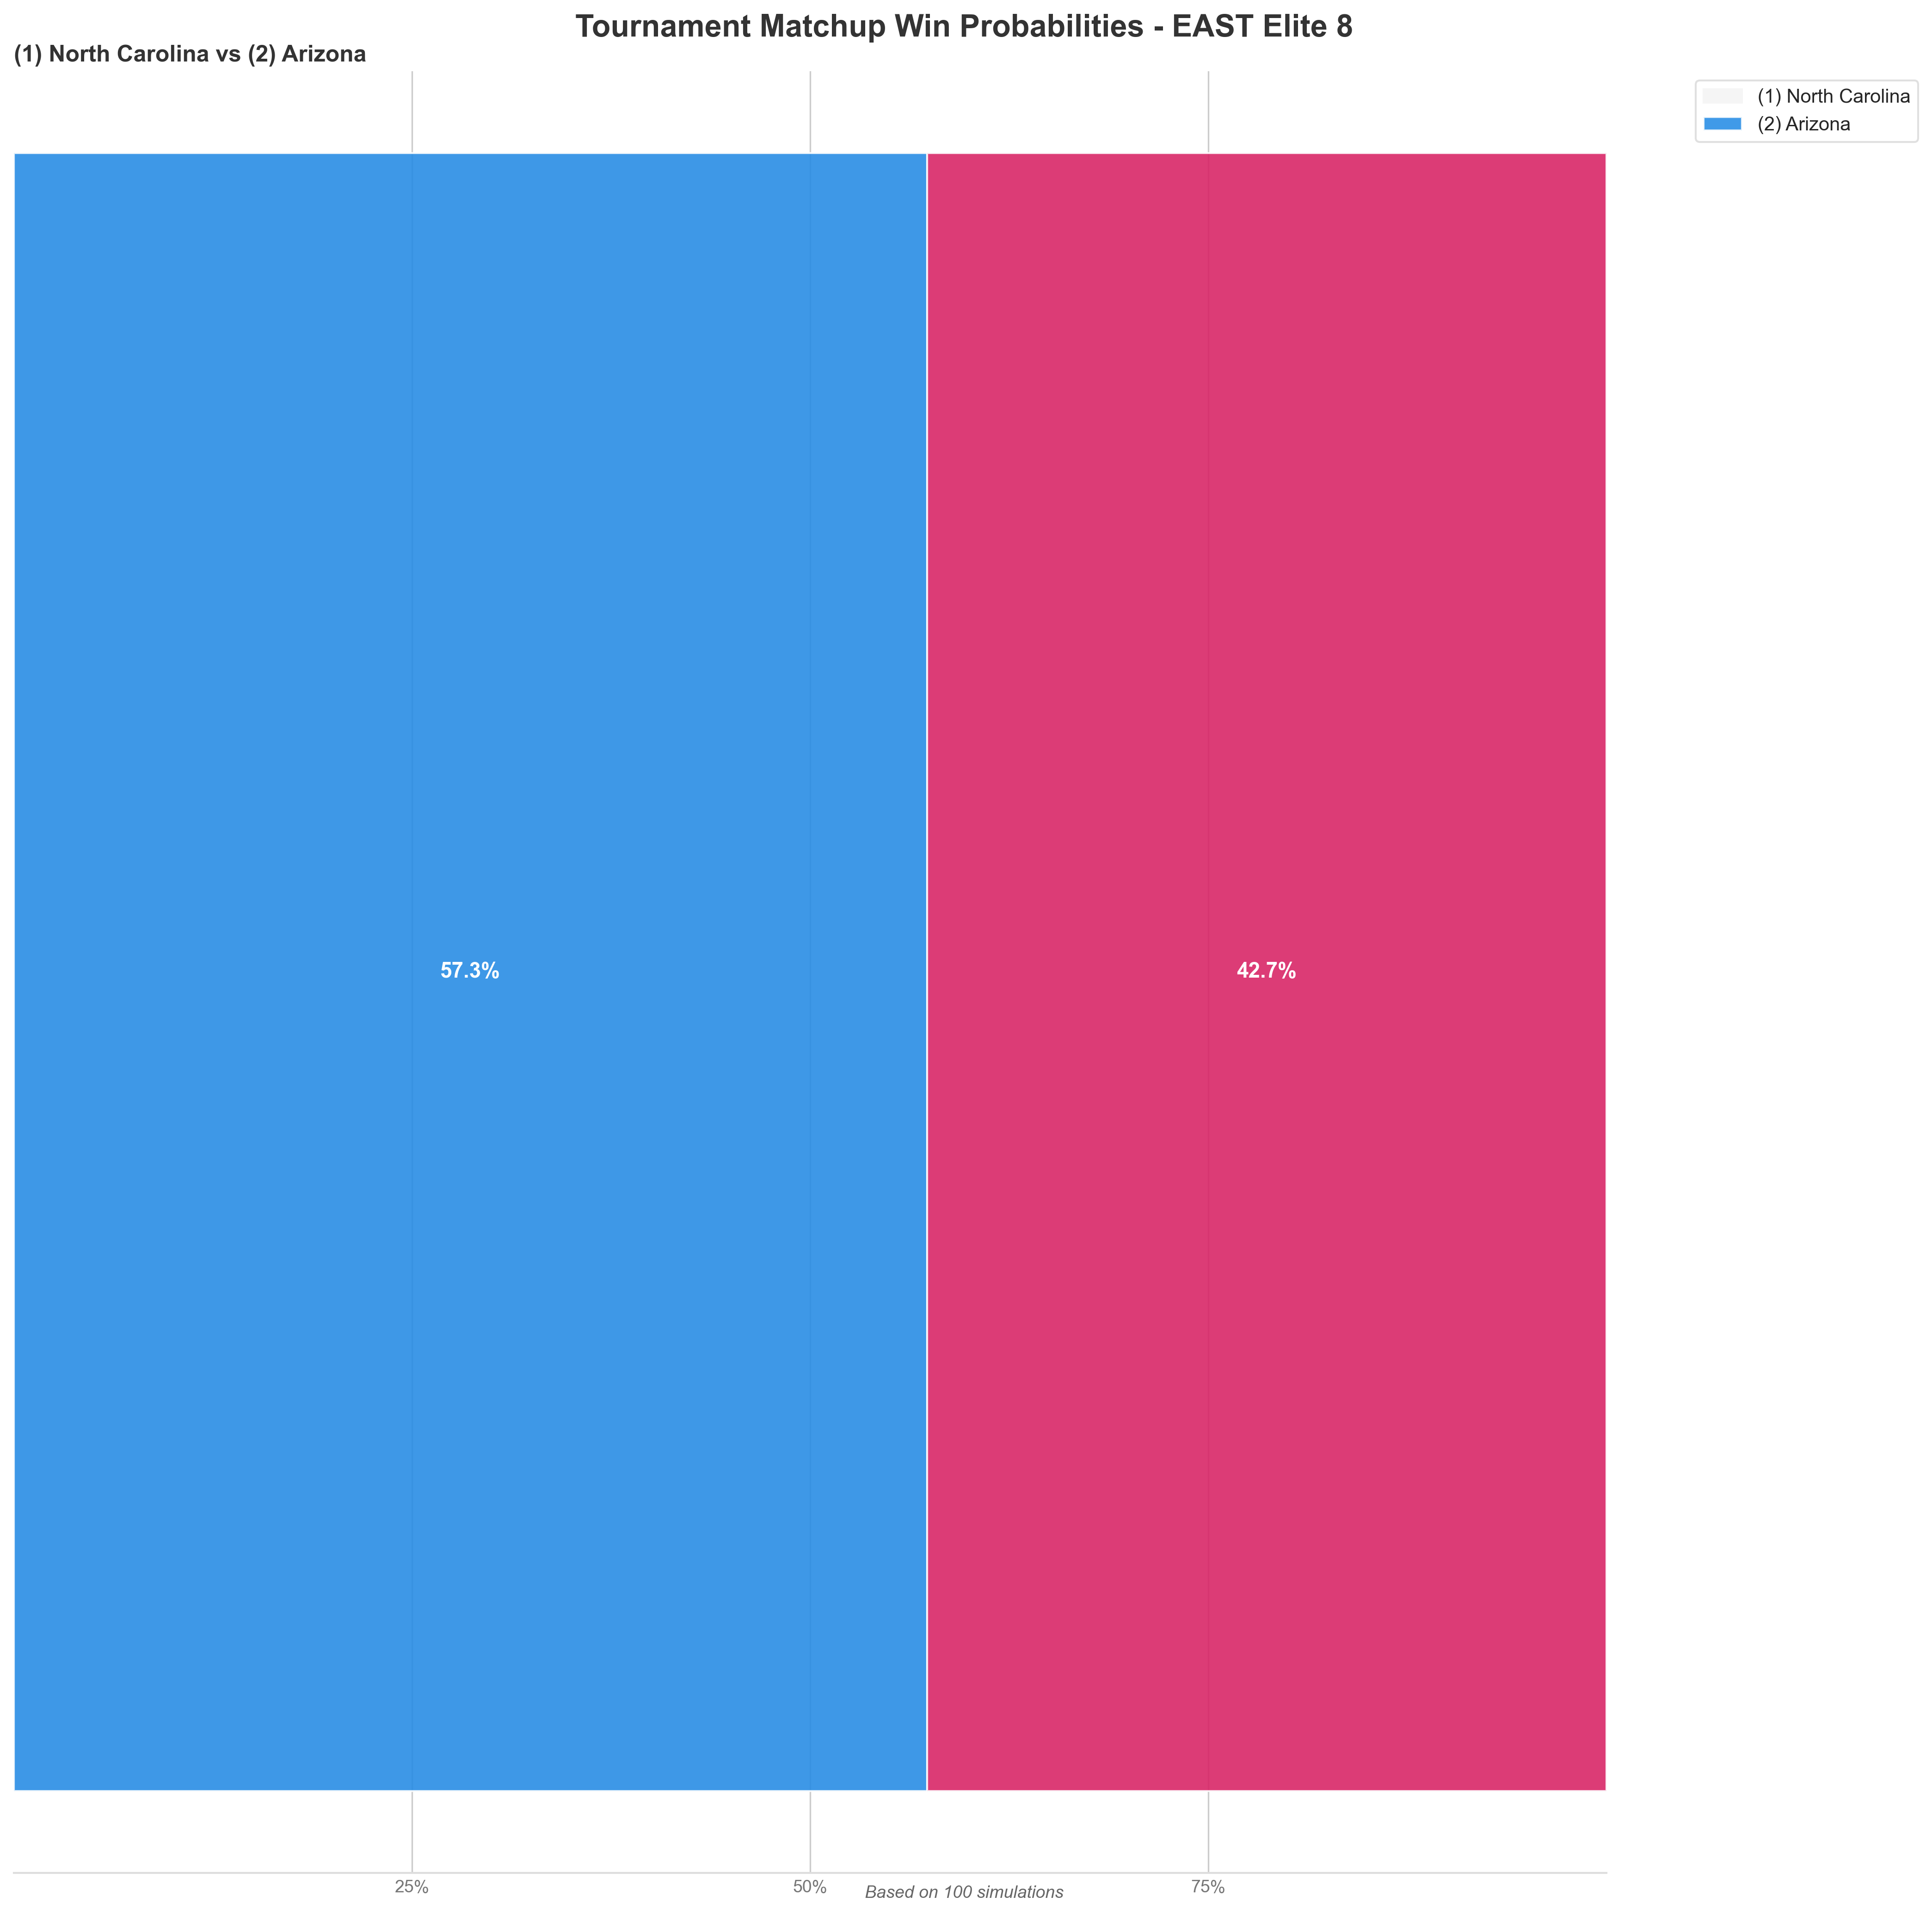 Tournament Matchup Win Probabilities - EAST Elite 8
(1) North Carolina vs (2) Arizona
(1) North Carolina
(2) Arizona
57.3%
42.7%
25%
50%
75%
Based on 100 simulations